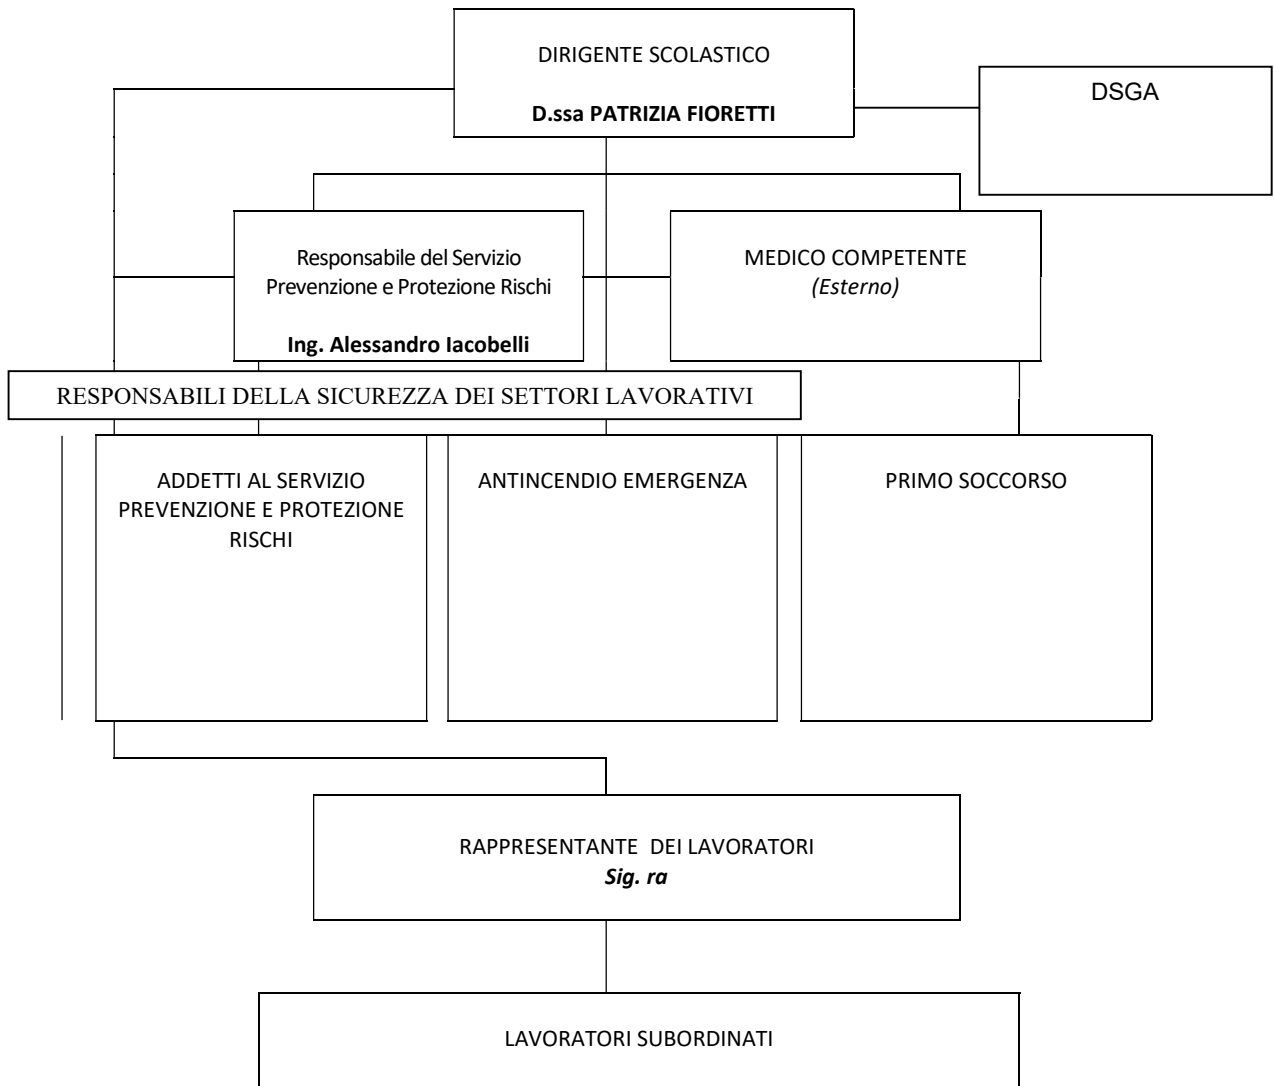 DIRIGENTE SCOLASTICO
D.ssa PATRIZIA FIORETTI
DSGA
Responsabile del Servizio
Prevenzione e Protezione Rischi
Ing. Alessandro Iacobelli
MEDICO COMPETENTE
(Esterno)
RESPONSABILI DELLA SICUREZZA DEI SETTORI LAVORATIVI
ADDETTI AL SERVIZIO
PREVENZIONE E PROTEZIONE
RISCHI
ANTINCENDIO EMERGENZA
PRIMO SOCCORSO
RAPPRESENTANTE DEI LAVORATORI
Sig. ra
LAVORATORI SUBORDINATI